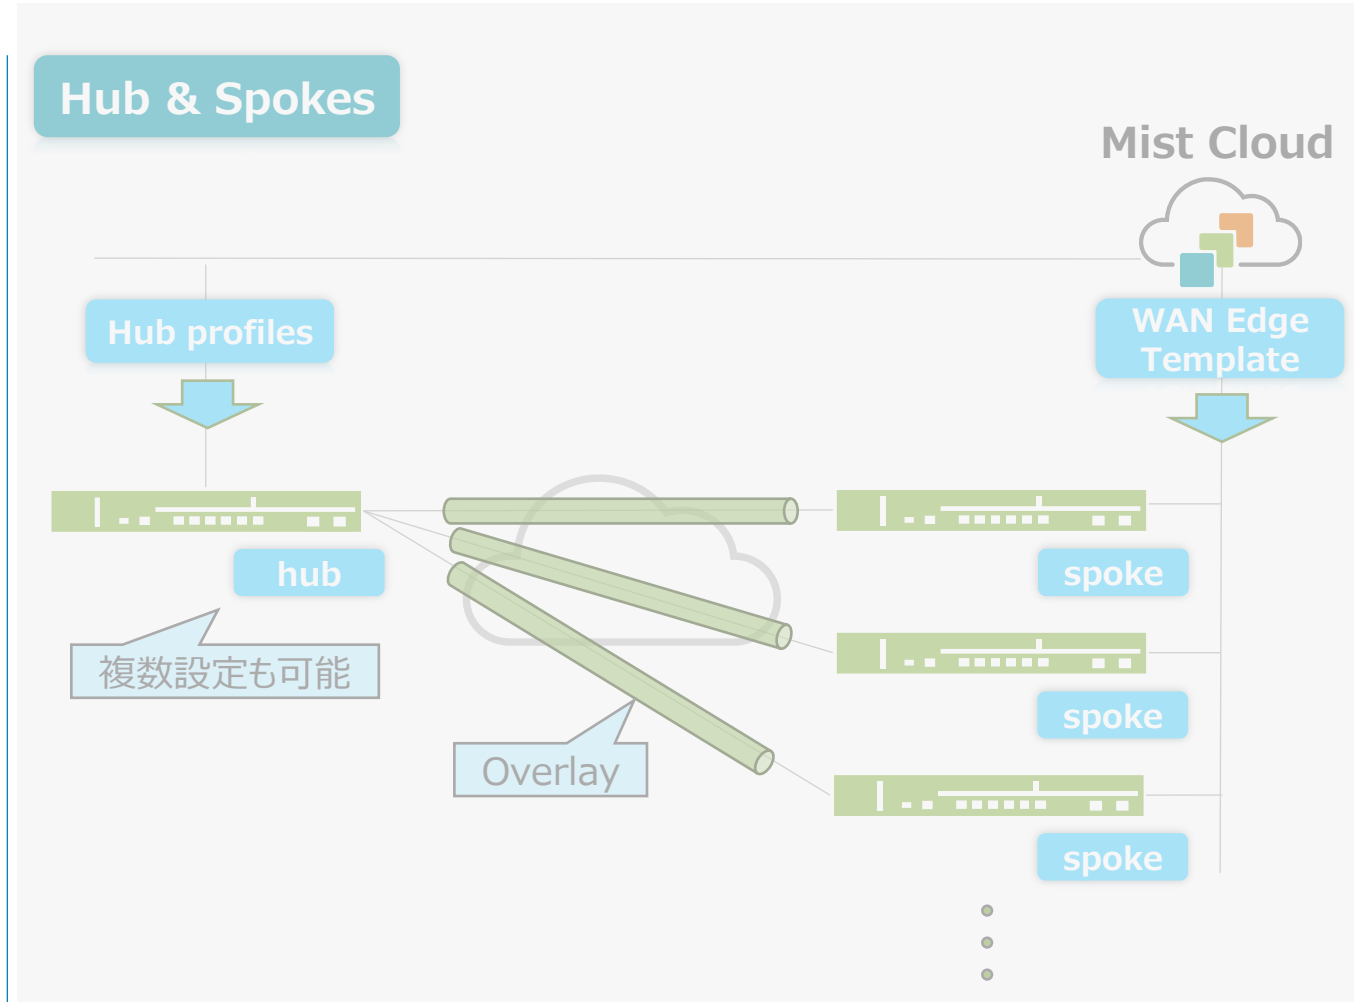 Hub & Spokes
Mist Cloud
Hub profiles
WAN Edge
Template
hub
spoke
複数設定も可能
spoke
Overlay
spoke